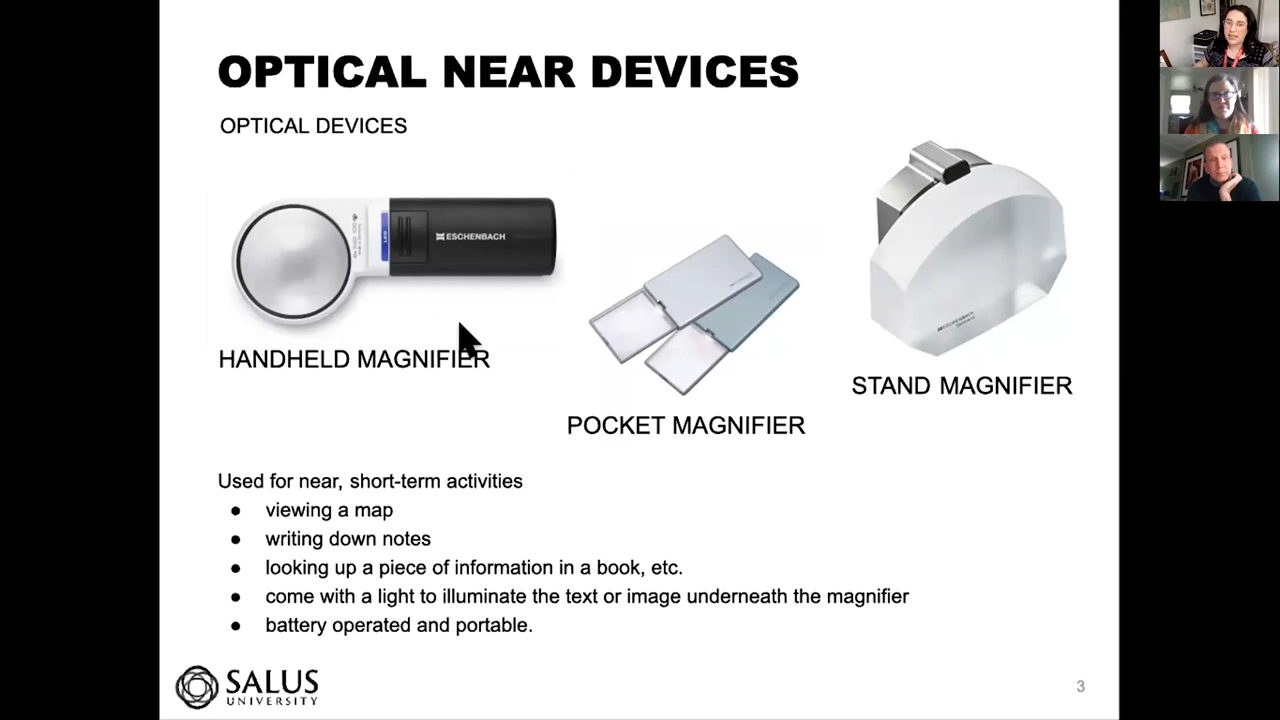 OPTICAL NEAR DEVICES
OPTICAL DEVICES
ESCHENBACH
HANDHELD MAGNIFIER
POCKET MAGNIFIER
STAND MAGNIFIER
Used for near, short-term activities
● viewing a map
● writing down notes
● looking up a piece of information in a book, etc.
● come with a light to illuminate the text or image underneath the magnifier
● battery operated and portable.
SALUS
UNIVERSITY
3